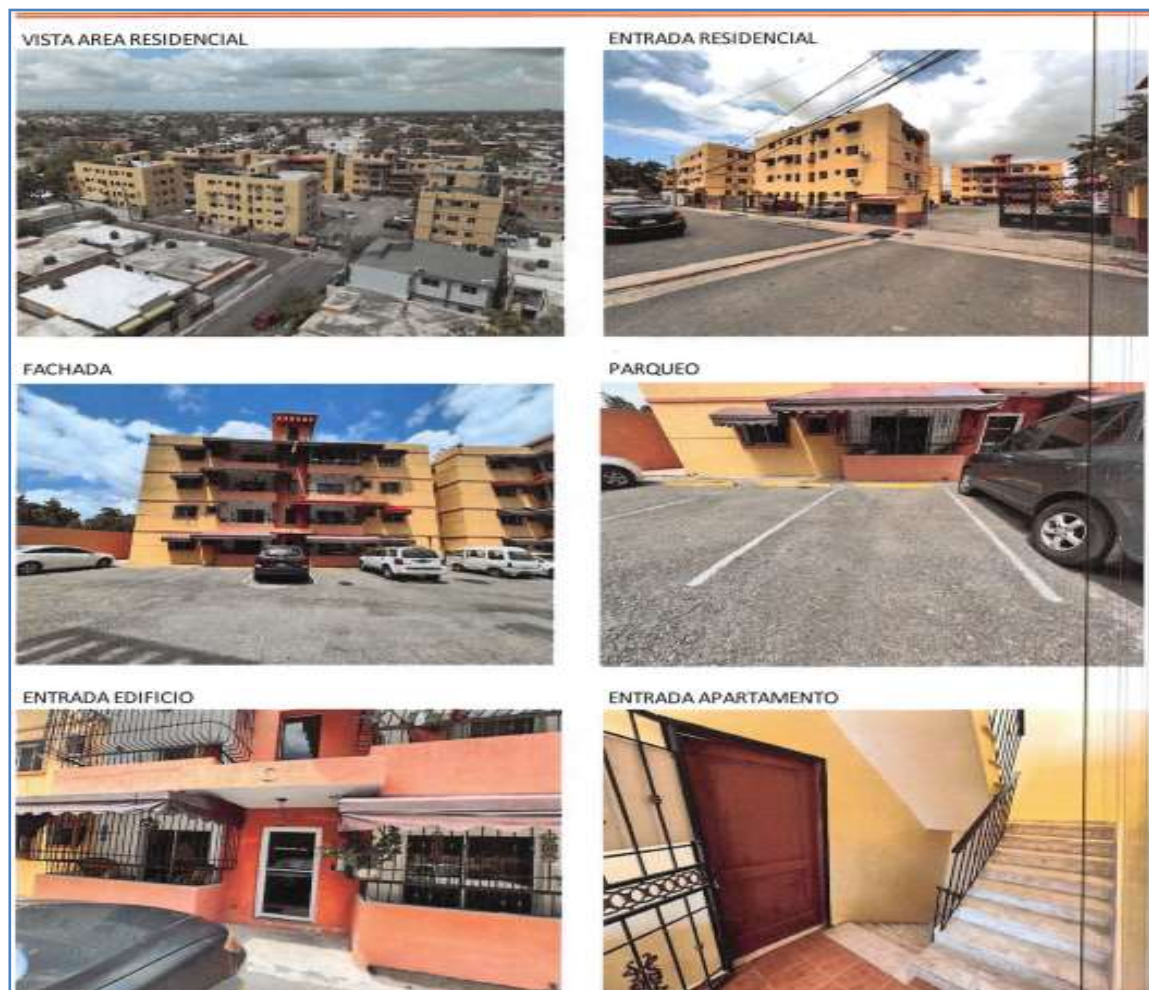 VISTA AREA RESIDENCIAL
ENTRADA RESIDENCIAL
FACHADA
PARQUEO
ENTRADA EDIFICIO
ENTRADA APARTAMENTO
C